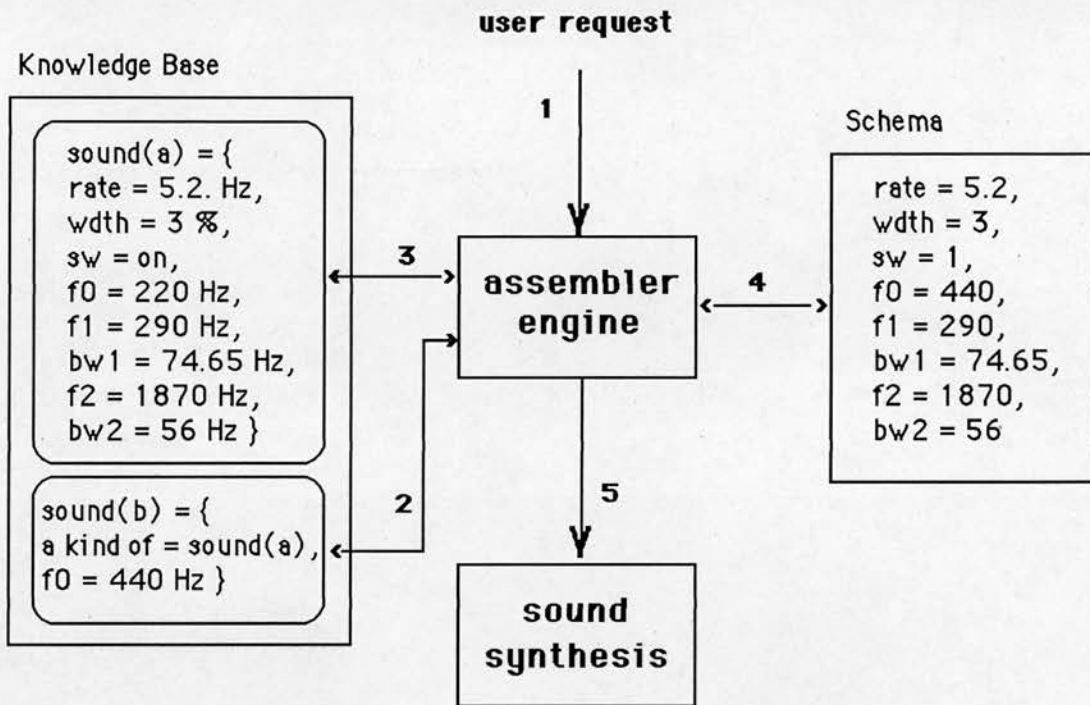 user request
Knowledge Base
1
Schema
sound(a) = {
rate = 5.2. Hz,
wdth = 3 %,
sw = on,
f0 = 220 Hz,
f1 = 290 Hz,
bw1 = 74.65 Hz,
f2 = 1870 Hz,
bw2 = 56 Hz }
3
assembler
engine
4
rate = 5.2,
wdth = 3,
sw = 1,
f0 = 440,
f1 = 290,
bw1 = 74.65,
f2 = 1870,
bw2 = 56
sound(b) = {
a kind of = sound(a),
f0 = 440 Hz }
2
5
sound
synthesis